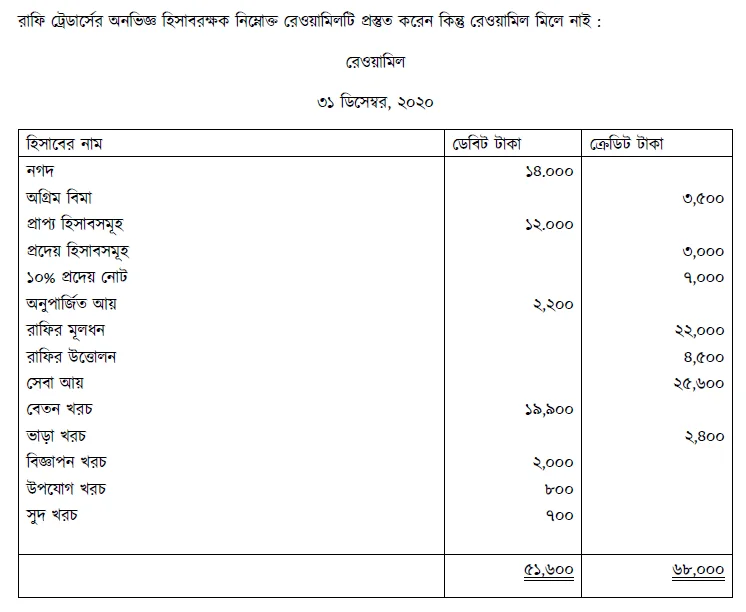 রাফি ট্রেডার্সের অনভিজ্ঞ হিসাবরক্ষক নিম্নোক্ত রেওয়ামিলটি প্রস্তুত করেন কিন্তু রেওয়ামিল মিলে নাই :
রেওয়ামিল
৩১ ডিসেম্বর, ২০২০
হিসাবের নাম ডেবিট টাকা ক্রেডিট টাকা
নগদ ১৪.০০০
অগ্রিম বিমা ৩,৫০০
প্রাপ্য হিসাবসমূহ ১২.০০০
প্রদেয় হিসাবসমূহ ৩,০০০
১০% প্রদেয় নোট ৭,০০০
অনুপার্জিত আয় ২,২০০
রাফির মূলধন ২২,০০০
রাফির উত্তোলন ৪,৫০০
সেবা আয় ২৫,৬০০
বেতন খরচ ১৯,৯০০
ভাড়া খরচ ২,৪০০
বিজ্ঞাপন খরচ ২,০০০
উপযোগ খরচ ৮০০
সুদ খরচ ৭০০
৫১,৬০০ ৬৮,০০০